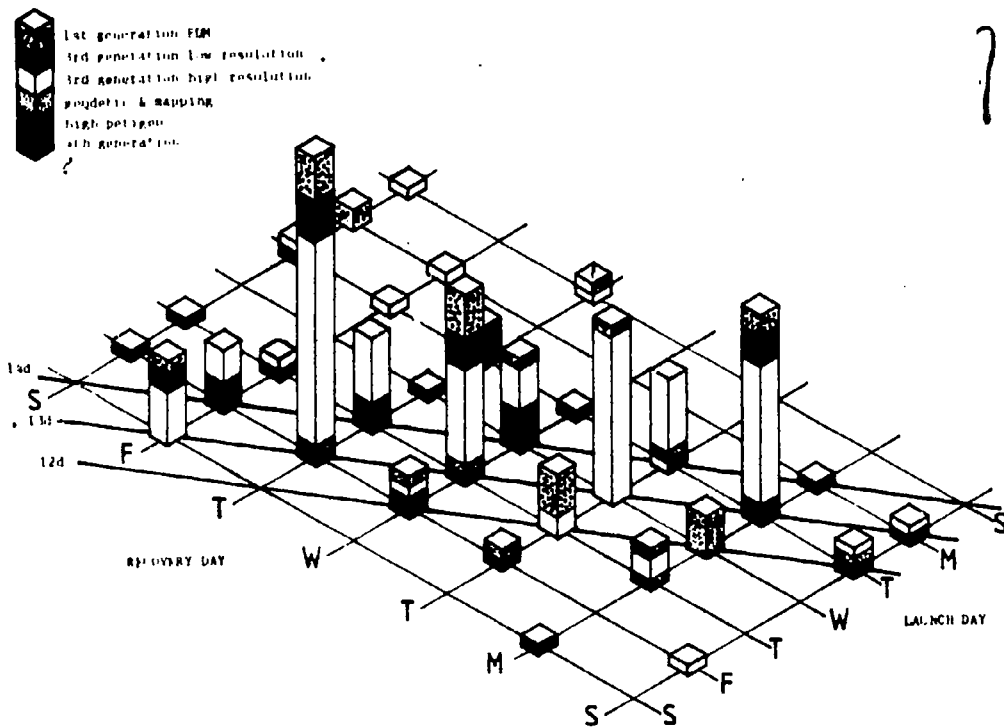 1st generation
3rd generation low resolution
3rd generation high resolution
geodetic & mapping
high perigee
4th generation
?
14d
13d
12d
S
F
T
W
T
M
S
RECOVERY DAY
S
M
T
W
T
F
S
LAUNCH DAY